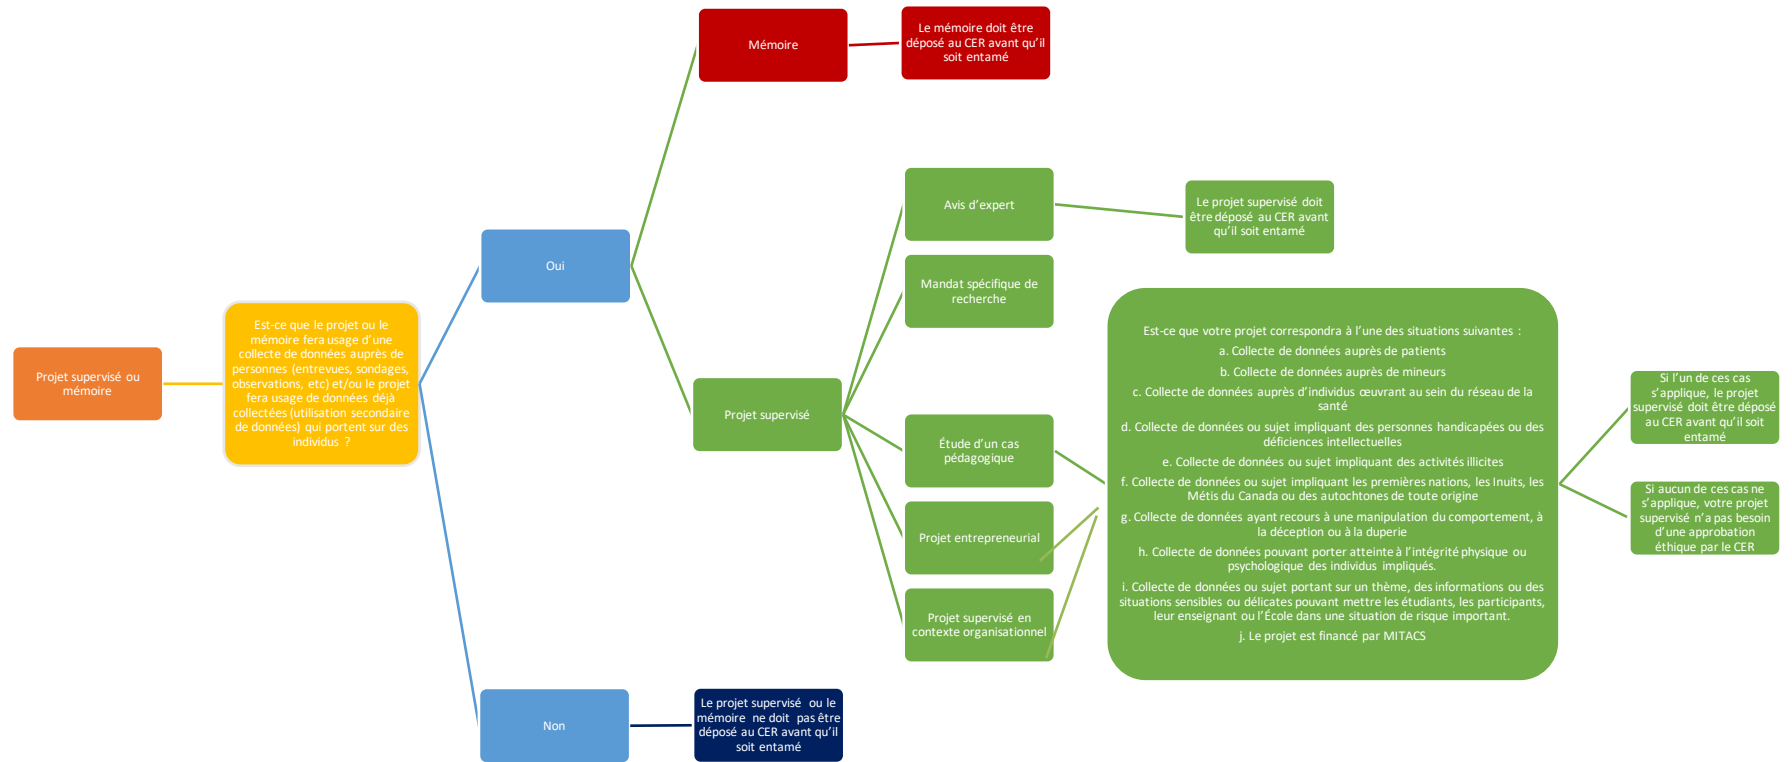 Projet supervisé ou
mémoire
Est-ce que le projet ou le
mémoire fera usage d'une
collecte de données auprès de
personnes (entrevues, sondages,
observations, etc) et/ou le projet
fera usage de données déjà
collectées (utilisation secondaire
de données) qui portent sur des
individus ?
Oui
Mémoire
Le mémoire doit être
déposé au CER avant qu'il
soit entamé
Projet supervisé
Avis d'expert
Le projet supervisé doit
être déposé au CER avant
qu'il soit entamé
Mandat spécifique de
recherche
Étude d'un cas
pédagogique
Projet entrepreneurial
Projet supervisé en
contexte organisationnel
Est-ce que votre projet correspondra à l'une des situations suivantes :
a. Collecte de données auprès de patients
b. Collecte de données auprès de mineurs
c. Collecte de données auprès d'individus œuvrant au sein du réseau de la
santé
d. Collecte de données ou sujet impliquant des personnes handicapées ou des
déficiences intellectuelles
e. Collecte de données ou sujet impliquant des activités illicites
f. Collecte de données ou sujet impliquant les premières nations, les Inuits, les
Métis du Canada ou des autochtones de toute origine
g. Collecte de données ayant recours à une manipulation du comportement, à
la déception ou à la duperie
h. Collecte de données pouvant porter atteinte à l'intégrité physique ou
psychologique des individus impliqués.
i. Collecte de données ou sujet portant sur un thème, des informations ou des
situations sensibles ou délicates pouvant mettre les étudiants, les participants,
leur enseignant ou l'École dans une situation de risque important.
j. Le projet est financé par MITACS
Si l'un de ces cas
s'applique, le projet
supervisé doit être déposé
au CER avant qu'il soit
entamé
Si aucun de ces cas ne
s'applique, votre projet
supervisé n'a pas besoin
d'une approbation
éthique par le CER
Non
Le projet supervisé ou le
mémoire ne doit pas être
déposé au CER avant qu'il
soit entamé